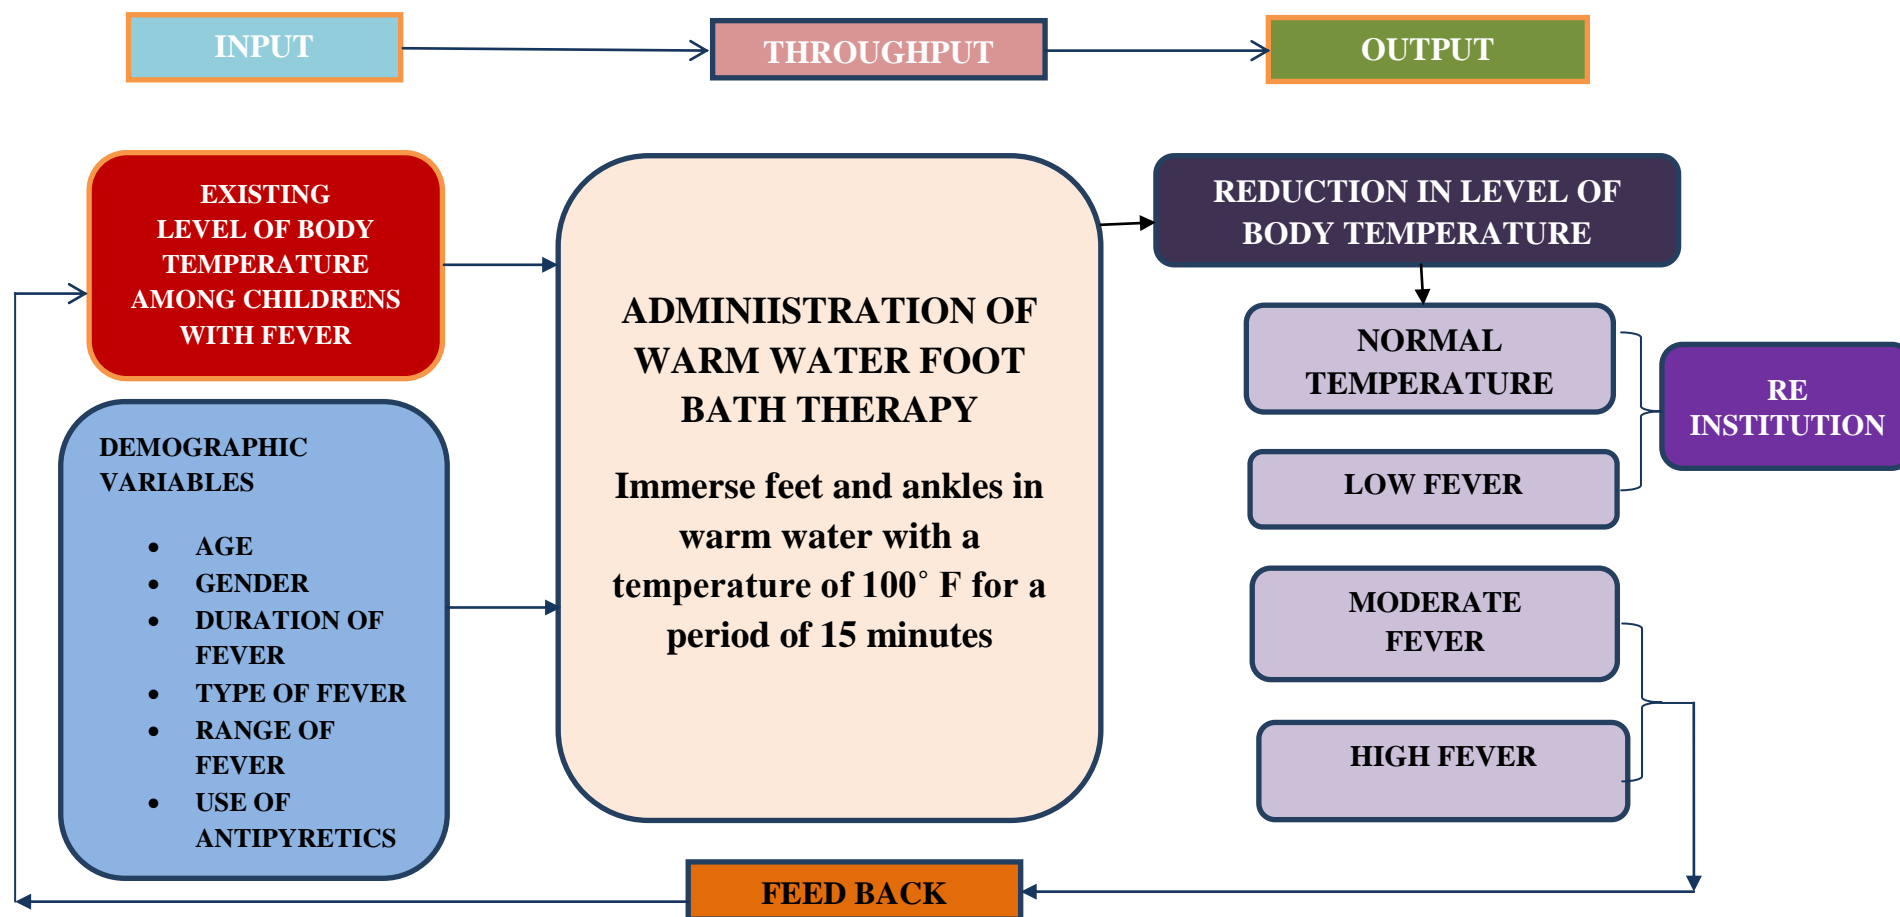 INPUT
THROUGHPUT
OUTPUT
EXISTING
LEVEL OF BODY
TEMPERATURE
AMONG CHILDRENS
WITH FEVER
DEMOGRAPHIC
VARIABLES
• AGE
• GENDER
• DURATION OF
FEVER
• TYPE OF FEVER
• RANGE OF
FEVER
• USE OF
ANTIPYRETICS
ADMINIISTRATION OF
WARM WATER FOOT
BATH THERAPY
Immerse feet and ankles in
warm water with a
temperature of 100˚ F for a
period of 15 minutes
REDUCTION IN LEVEL OF
BODY TEMPERATURE
NORMAL
TEMPERATURE
LOW FEVER
MODERATE
FEVER
HIGH FEVER
RE
INSTITUTION
FEED BACK